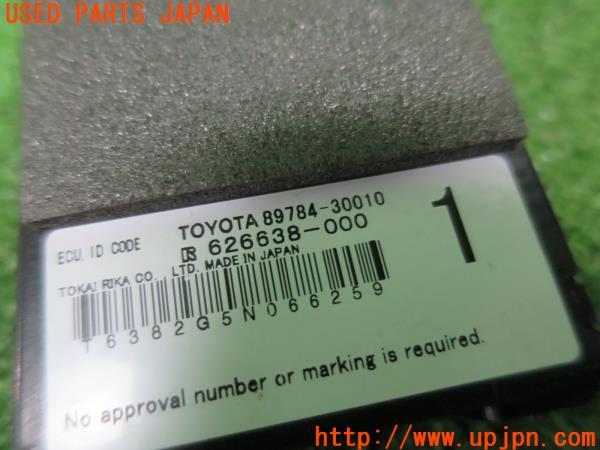 USED PARTS JAPAN
ECU. ID CODE
TOYOTA 89784-30010
626638-000
1
TOKAI RIKA CO., LTD. MADE IN JAPAN
T6382G5N066259
No approval number or marking is required.
http://www.upjpn.com